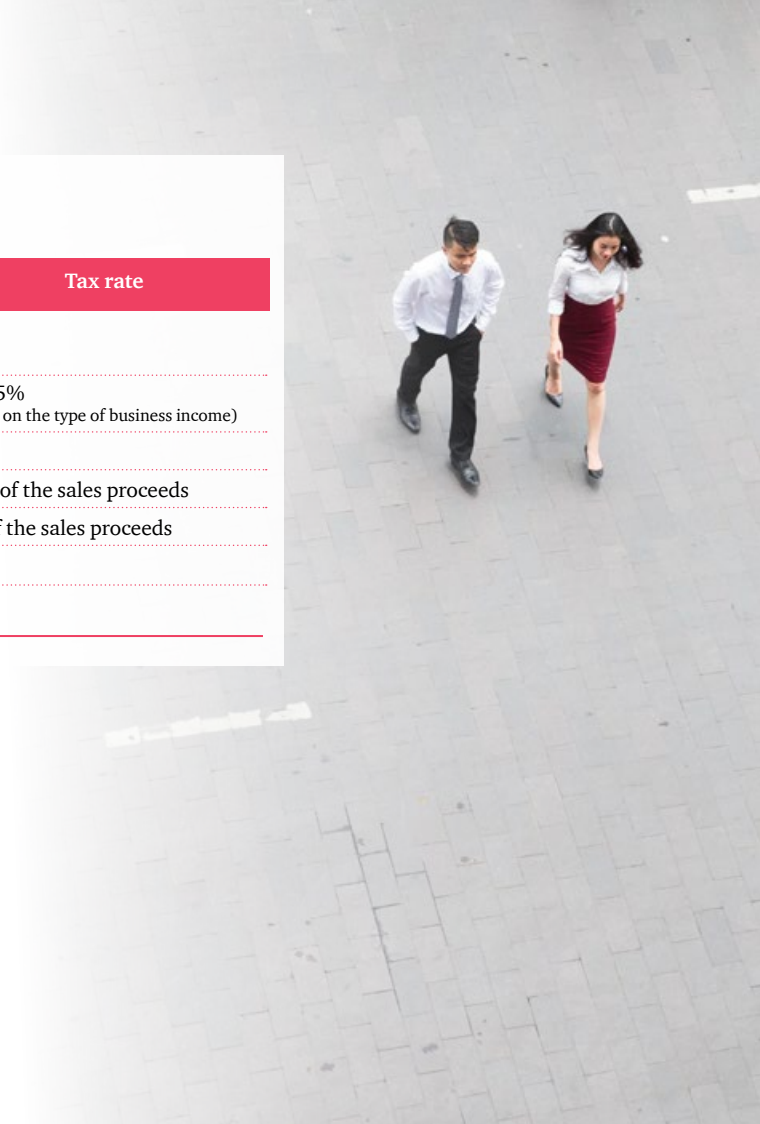 Tax rate
5%
on the type of business income)
of the sales proceeds
the sales proceeds